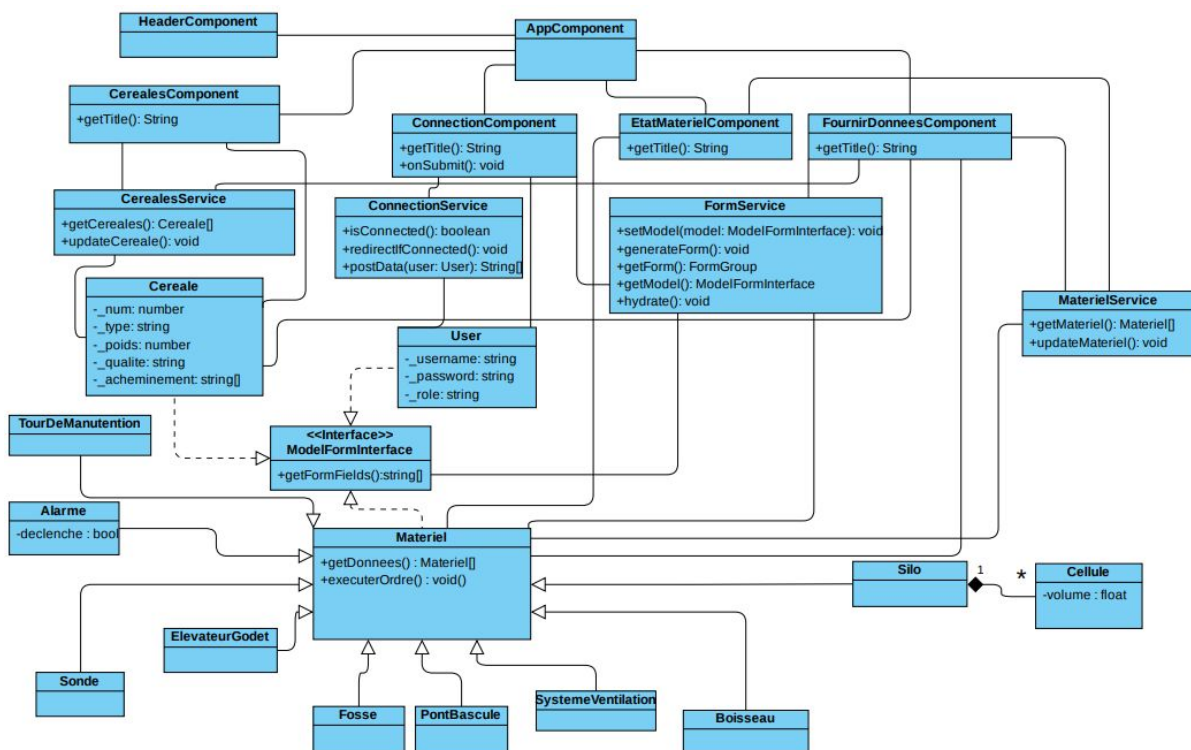 HeaderComponent
AppComponent
CerealesComponent
+getTitle(): String
ConnectionComponent
+getTitle(): String
+onSubmit(): void
EtatMaterielComponent
+getTitle(): String
FournirDonneesComponent
+getTitle(): String
CerealesService
+getCereales(): Cereale[]
+updateCereale(): void
ConnectionService
+isConnected(): boolean
+redirectIfConnected(): void
+postData(user: User): String[]
FormService
+setModel(model: ModelFormInterface): void
+generateForm(): void
+getForm(): FormGroup
+getModel(): ModelFormInterface
+hydrate(): void
Cereale
-_num: number
-_type: string
-_poids: number
-_qualite: string
-_acheminement: string[]
MaterielService
+getMateriel(): Materiel[]
+updateMateriel(): void
User
-_username: string
-_password: string
-_role: string
TourDeManutention
<<Interface>>
ModelFormInterface
+getFormFields():string[]
Alarme
-declenche : bool
Materiel
+getDonnees() : Materiel[]
+executerOrdre() : void()
Silo
1
*
Cellule
-volume : float
ElevateurGodet
Sonde
SystemeVentilation
Fosse
PontBascule
Boisseau